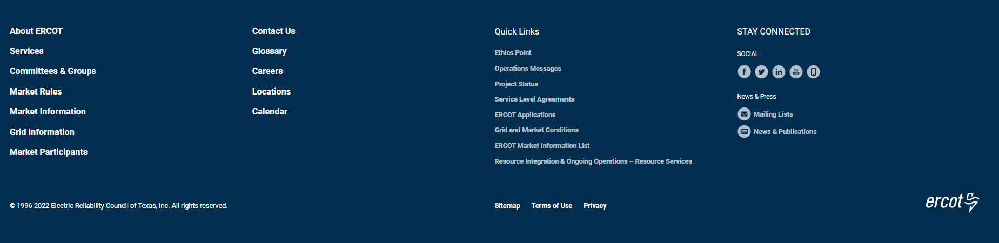 About ERCOT
Services
Committees & Groups
Market Rules
Market Information
Grid Information
Market Participants
Contact Us
Glossary
Careers
Locations
Calendar
Quick Links
Ethics Point
Operations Messages
Project Status
Service Level Agreements
ERCOT Applications
Grid and Market Conditions
ERCOT Market Information List
Resource Integration & Ongoing Operations – Resource Services
STAY CONNECTED
SOCIAL
News & Press
Mailing Lists
News & Publications
© 1996-2022 Electric Reliability Council of Texas, Inc. All rights reserved.
Sitemap Terms of Use Privacy
ercot